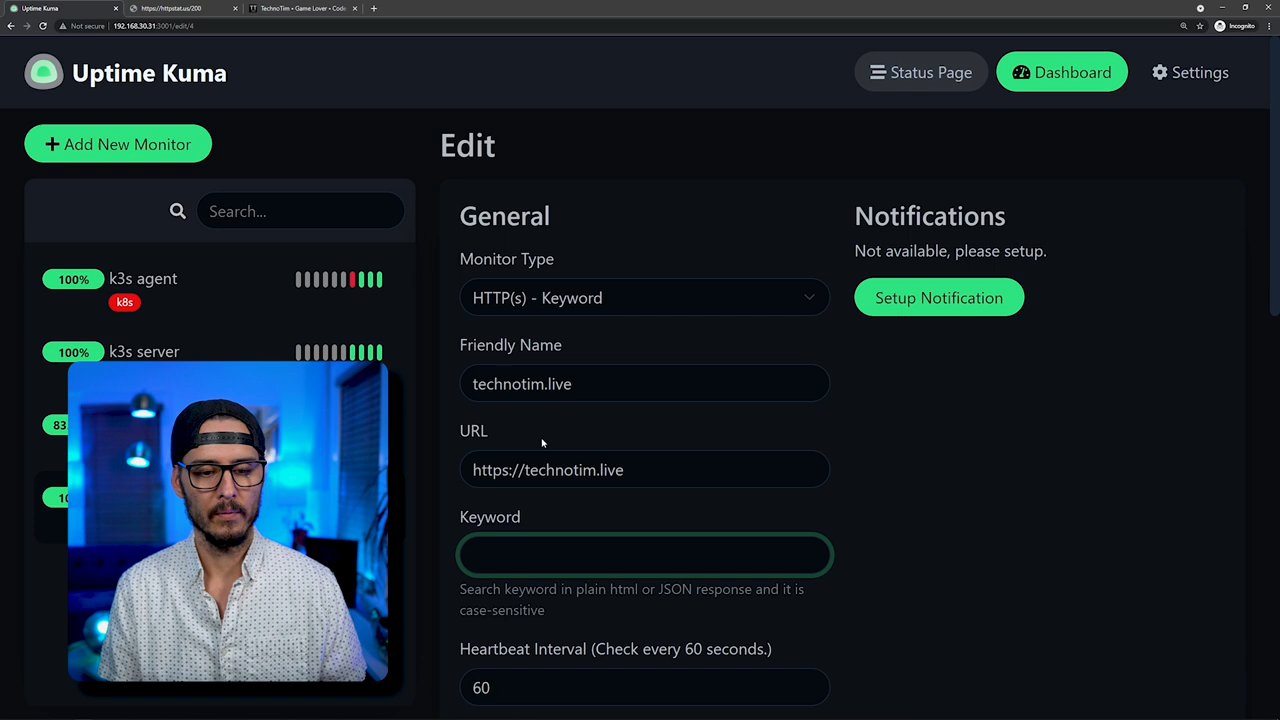 Uptime Kuma
https://httpstat.us/200
TechnoTim • Game Lover • Code
Not secure
192.168.30.31:3001/edit/4
Incognito
Uptime Kuma
Status Page
Dashboard
Settings
Add New Monitor
Edit
Search...
General
Notifications
Monitor Type
Not available, please setup.
HTTP(s) - Keyword
Setup Notification
100%
k3s agent
k8s
Friendly Name
100%
k3s server
technotim.live
83
URL
https://technotim.live
10
Keyword
Search keyword in plain html or JSON response and it is
case-sensitive
Heartbeat Interval (Check every 60 seconds.)
60